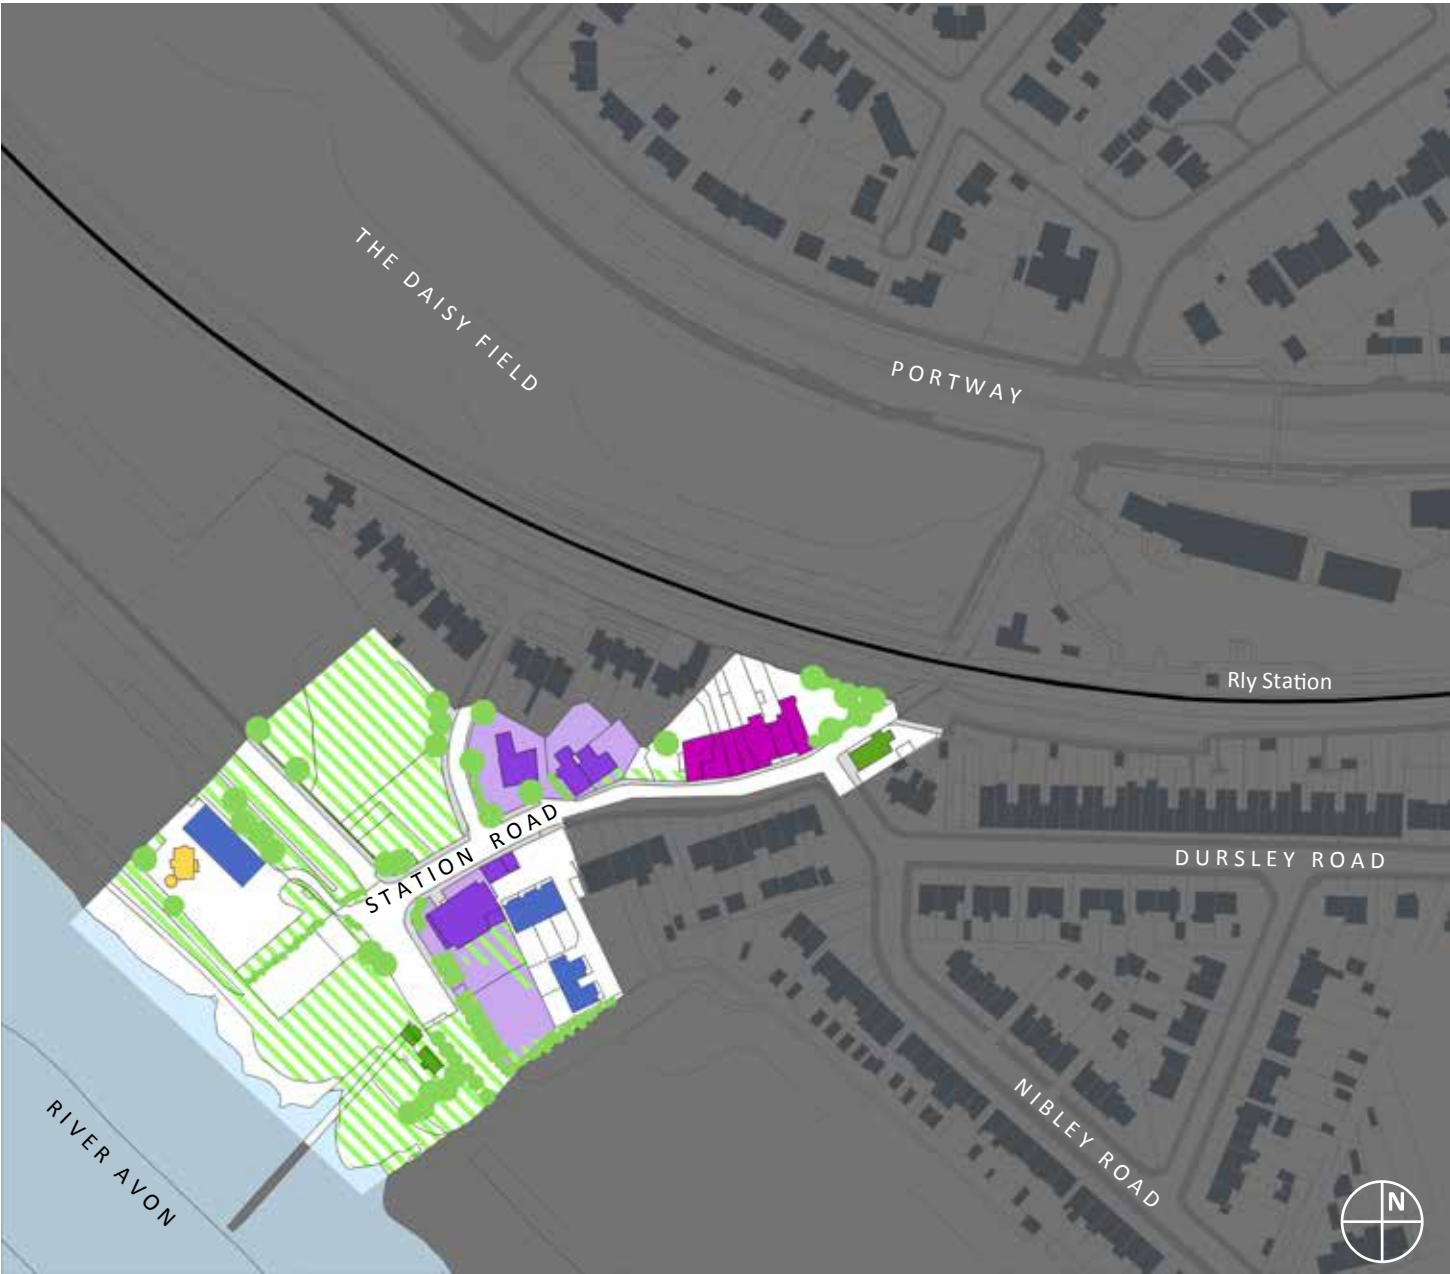 THE DAISY FIELD
PORTWAY
Rly Station
STATION ROAD
DURSLEY ROAD
NIBLEY ROAD
RIVER AVON
N